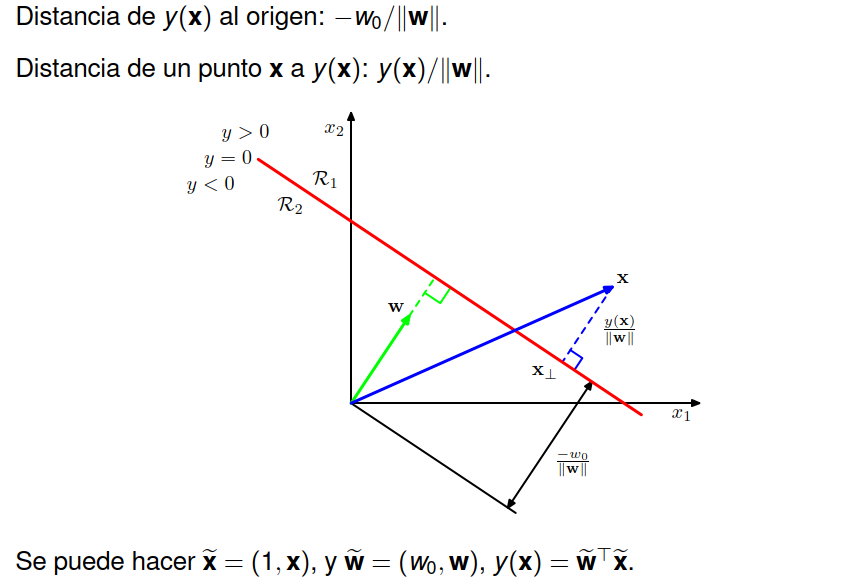 Distancia de y(𝐱) al origen: −w₀/‖𝐰‖.
Distancia de un punto 𝐱 a y(𝐱): y(𝐱)/‖𝐰‖.
y > 0
x₂
y = 0
ℛ₁
y < 0
ℛ₂
𝐱
𝐰
y(𝐱)/‖𝐰‖
𝐱⊥
x₁
−w₀/‖𝐰‖
Se puede hacer 𝐱̃ = (1, 𝐱), y 𝐰̃ = (w₀, 𝐰), y(𝐱) = 𝐰̃⊤𝐱̃.